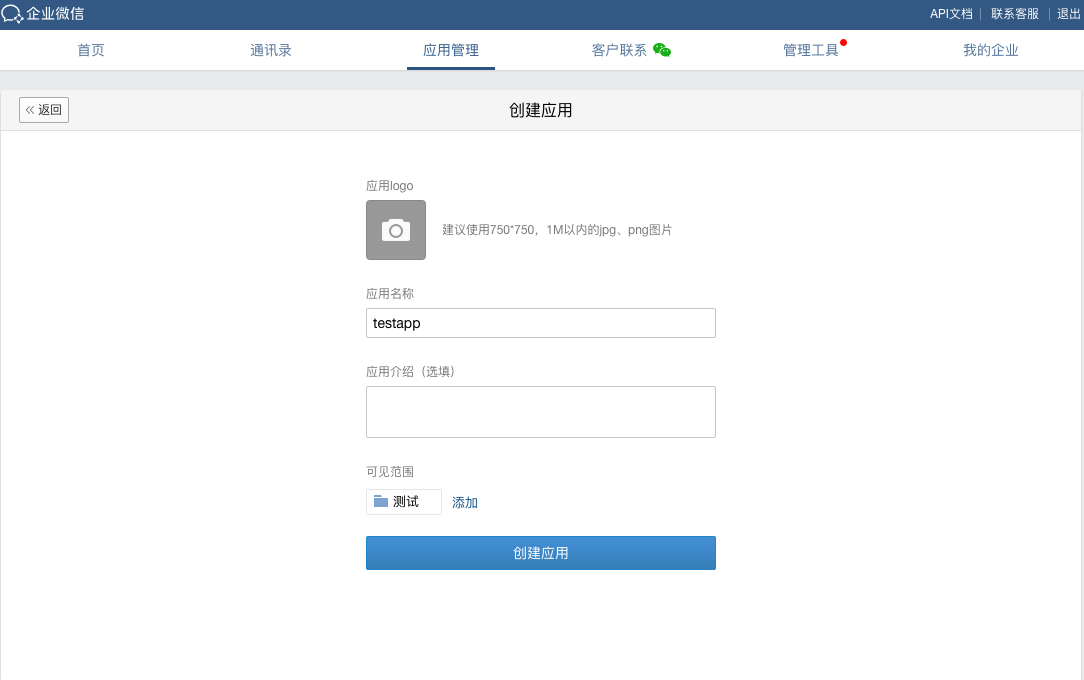 企业微信
API文档 联系客服 退出
首页 通讯录 应用管理 客户联系 管理工具 我的企业
返回
创建应用
应用logo
建议使用750*750，1M以内的jpg、png图片
应用名称
testapp
应用介绍（选填）
可见范围
测试 添加
创建应用